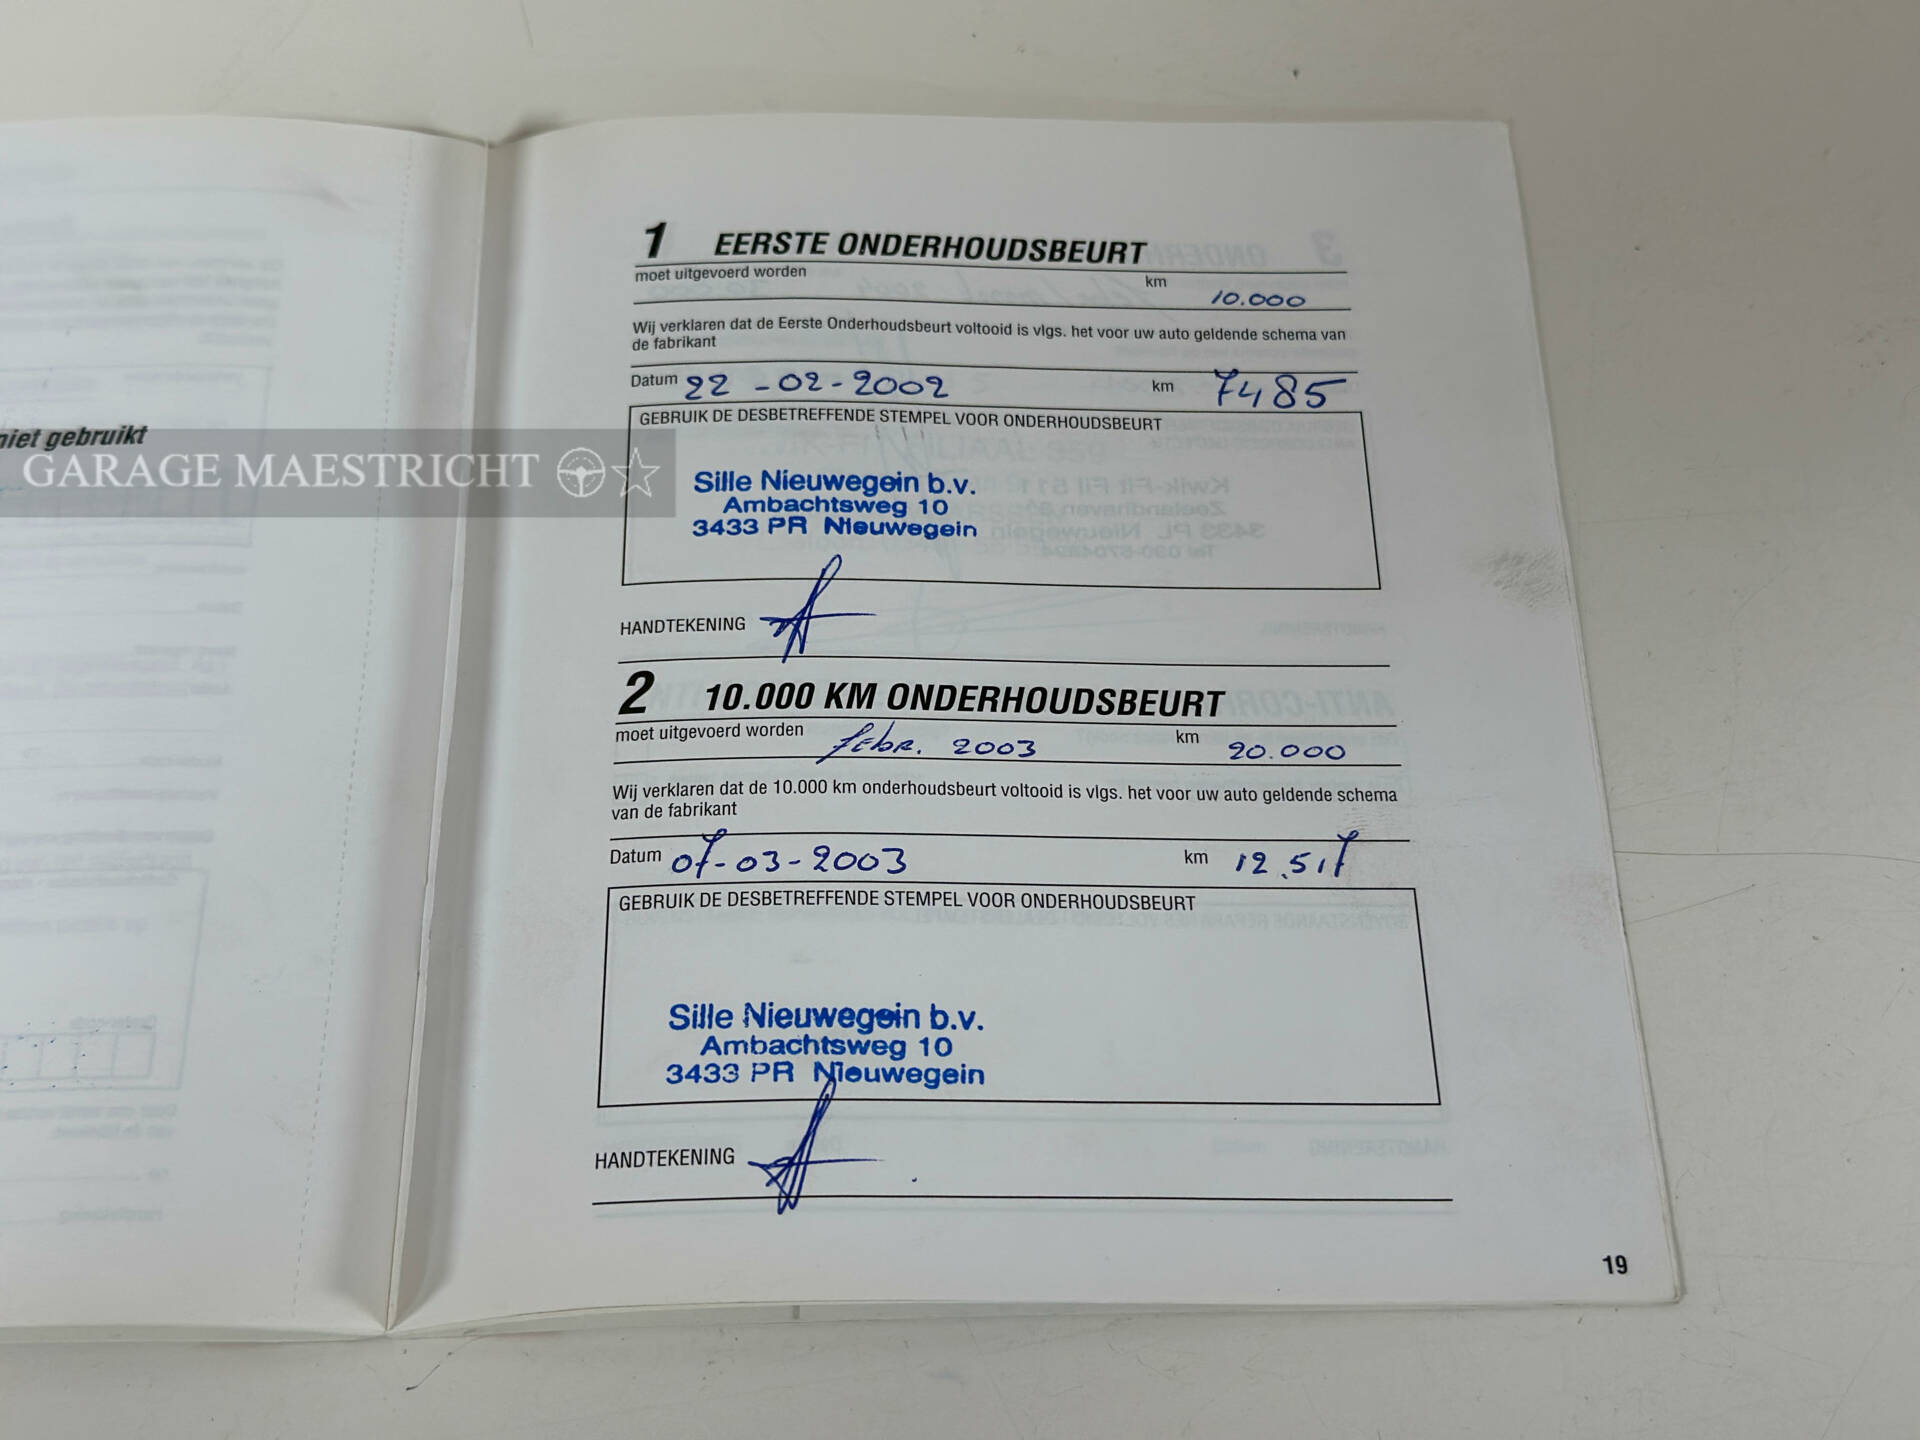 niet gebruikt
GARAGE MAESTRICHT
1 EERSTE ONDERHOUDSBEURT
moet uitgevoerd worden km 10.000
Wij verklaren dat de Eerste Onderhoudsbeurt voltooid is vlgs. het voor uw auto geldende schema van
de fabrikant
Datum 22-02-2002 km 7485
GEBRUIK DE DESBETREFFENDE STEMPEL VOOR ONDERHOUDSBEURT
Sille Nieuwegein b.v.
Ambachtsweg 10
3433 PR Nieuwegein
HANDTEKENING
2 10.000 KM ONDERHOUDSBEURT
moet uitgevoerd worden febr. 2003 km 20.000
Wij verklaren dat de 10.000 km onderhoudsbeurt voltooid is vlgs. het voor uw auto geldende schema
van de fabrikant
Datum 07-03-2003 km 12.517
GEBRUIK DE DESBETREFFENDE STEMPEL VOOR ONDERHOUDSBEURT
Sille Nieuwegein b.v.
Ambachtsweg 10
3433 PR Nieuwegein
HANDTEKENING
19